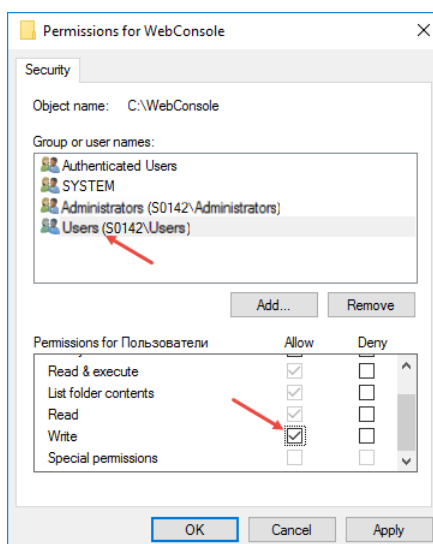 Permissions for WebConsole
Security
Object name: C:\WebConsole
Group or user names:
Authenticated Users
SYSTEM
Administrators (S0142\Administrators)
Users (S0142\Users)
Add... Remove
Permissions for Пользователи Allow Deny
Read & execute
List folder contents
Read
Write
Special permissions
OK Cancel Apply